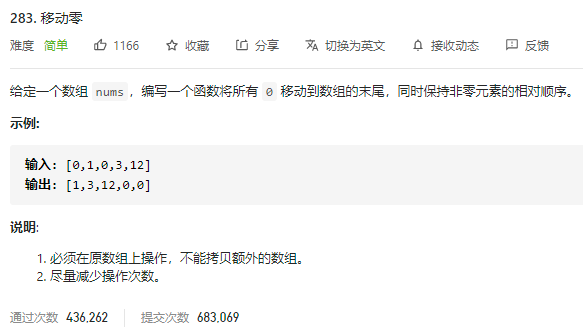 283. 移动零
难度 简单 1166 收藏 分享 切换为英文 接收动态 反馈
给定一个数组 nums，编写一个函数将所有 0 移动到数组的末尾，同时保持非零元素的相对顺序。
示例:
输入: [0,1,0,3,12]
输出: [1,3,12,0,0]
说明:
1. 必须在原数组上操作，不能拷贝额外的数组。
2. 尽量减少操作次数。
通过次数 436,262 提交次数 683,069